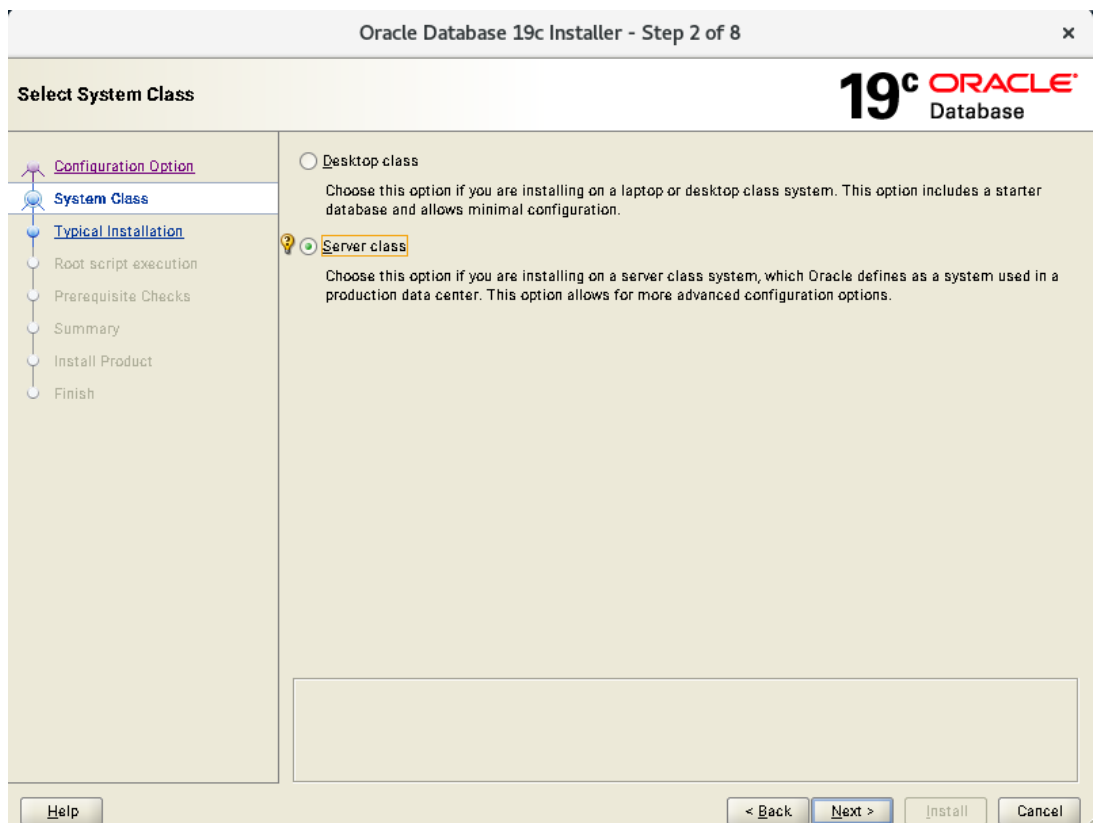 Oracle Database 19c Installer - Step 2 of 8
Select System Class
19c ORACLE
Database
Configuration Option
System Class
Typical Installation
Root script execution
Prerequisite Checks
Summary
Install Product
Finish
Desktop class
Choose this option if you are installing on a laptop or desktop class system. This option includes a starter
database and allows minimal configuration.
Server class
Choose this option if you are installing on a server class system, which Oracle defines as a system used in a
production data center. This option allows for more advanced configuration options.
Help
< Back
Next >
Install
Cancel